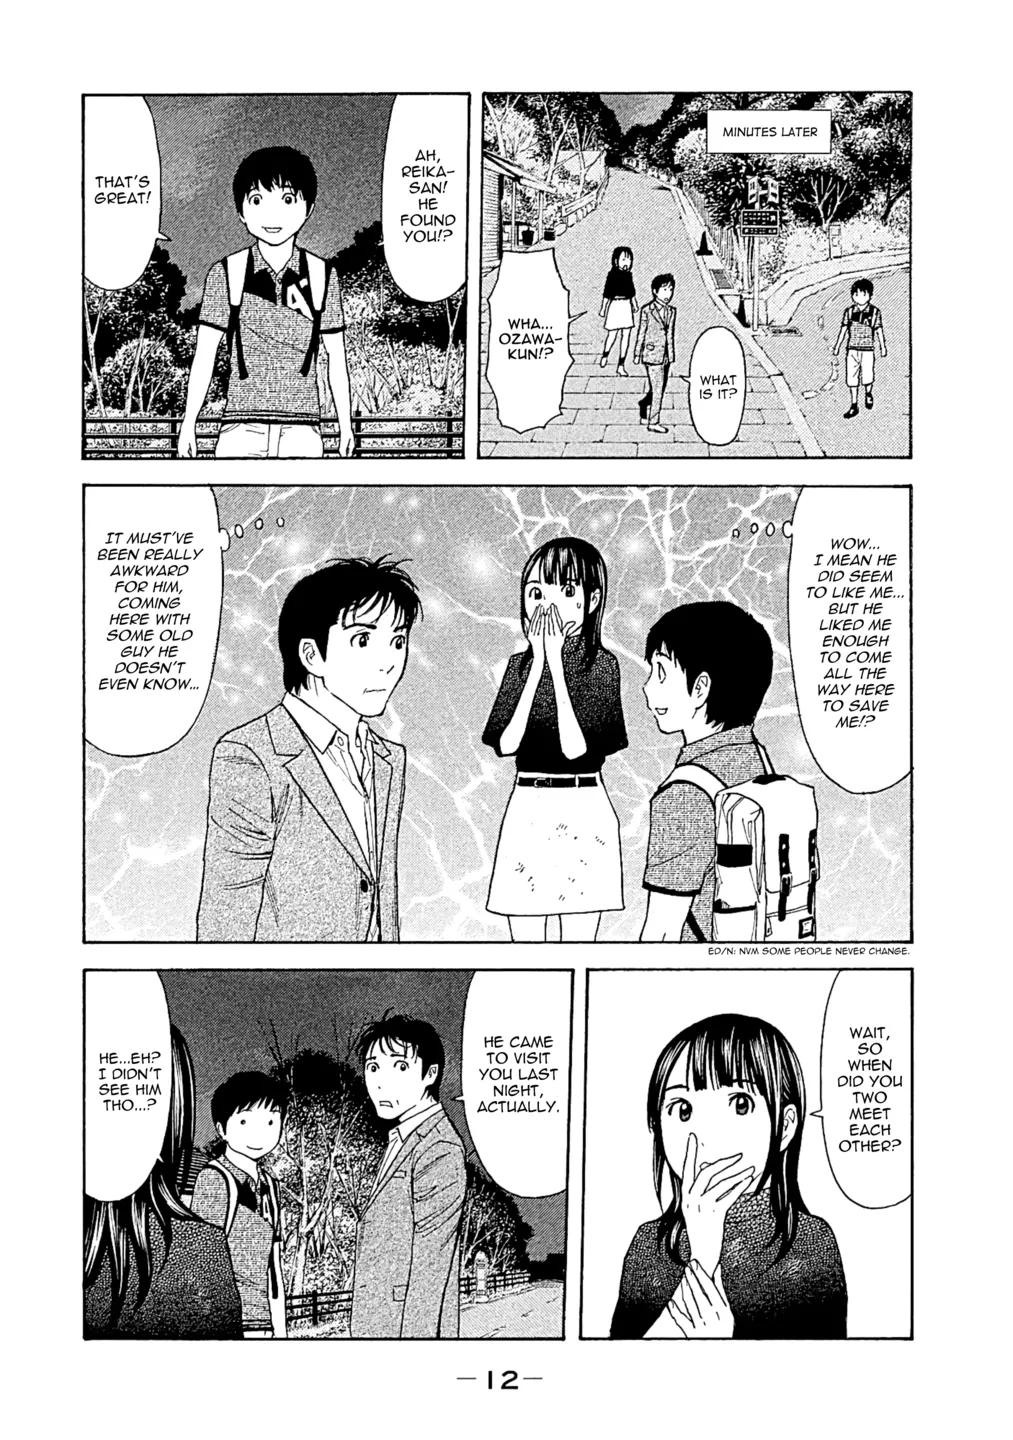 MINUTES LATER
WHA...
OZAWA-
KUN!?
WHAT
IS IT?
AH,
REIKA-
SAN!
HE
FOUND
YOU!?
THAT'S
GREAT!
WOW...
I MEAN HE
DID SEEM
TO LIKE ME...
BUT HE
LIKED ME
ENOUGH
TO COME
ALL THE
WAY HERE
TO SAVE
ME!?
IT MUST'VE
BEEN REALLY
AWKWARD
FOR HIM,
COMING
HERE WITH
SOME OLD
GUY HE
DOESN'T
EVEN KNOW...
ED/N: NVM SOME PEOPLE NEVER CHANGE.
WAIT,
SO
WHEN
DID YOU
TWO
MEET
EACH
OTHER?
HE CAME
TO VISIT
YOU LAST
NIGHT,
ACTUALLY.
HE...EH?
I DIDN'T
SEE HIM
THO...?
—12—